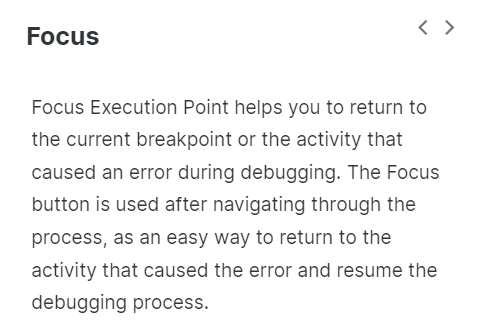 Focus
Focus Execution Point helps you to return to
the current breakpoint or the activity that
caused an error during debugging. The Focus
button is used after navigating through the
process, as an easy way to return to the
activity that caused the error and resume the
debugging process.